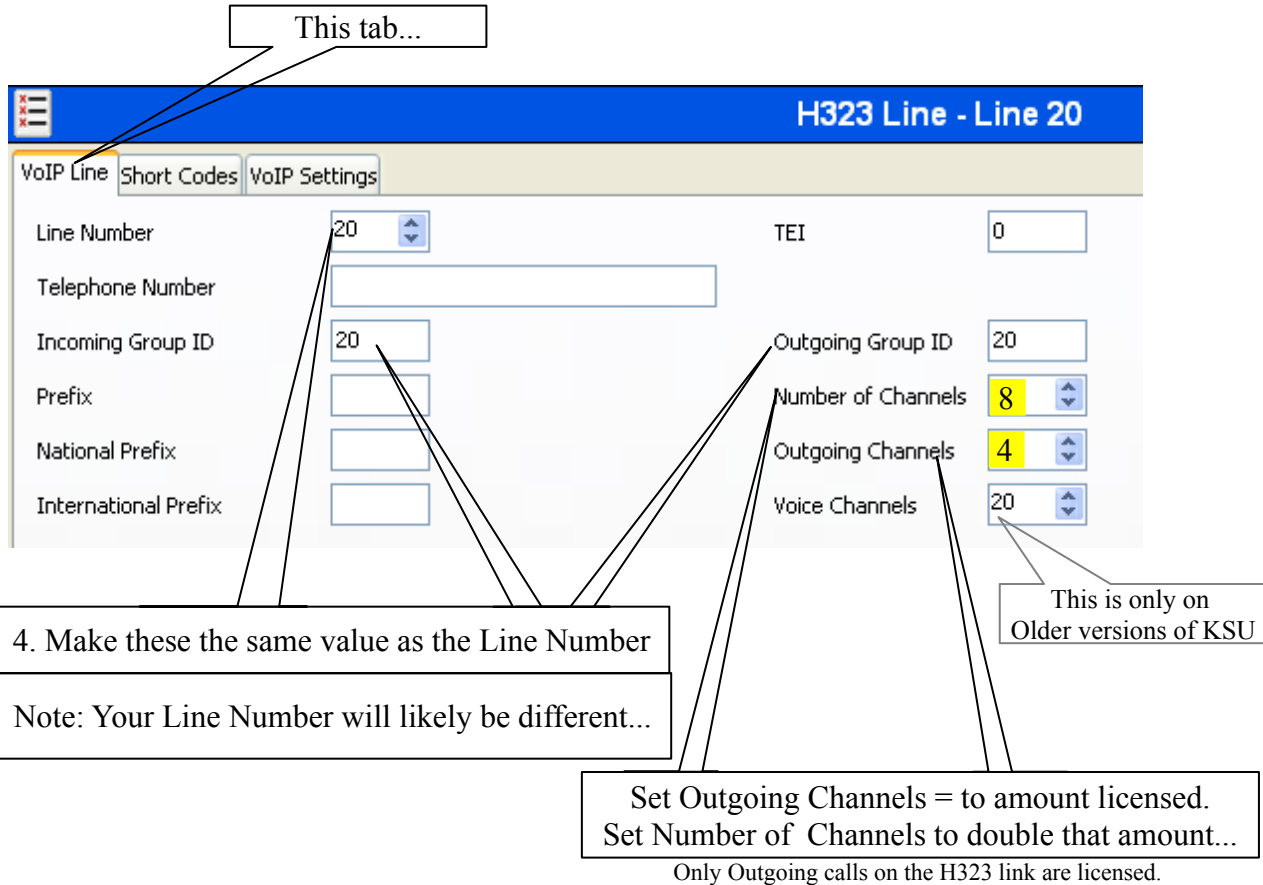 This tab...
H323 Line - Line 20
VoIP Line Short Codes VoIP Settings
Line Number 20 TEI 0
Telephone Number
Incoming Group ID 20 Outgoing Group ID 20
Prefix Number of Channels 8
National Prefix Outgoing Channels 4
International Prefix Voice Channels 20
This is only on
Older versions of KSU
4. Make these the same value as the Line Number
Note: Your Line Number will likely be different...
Set Outgoing Channels = to amount licensed.
Set Number of Channels to double that amount...
Only Outgoing calls on the H323 link are licensed.